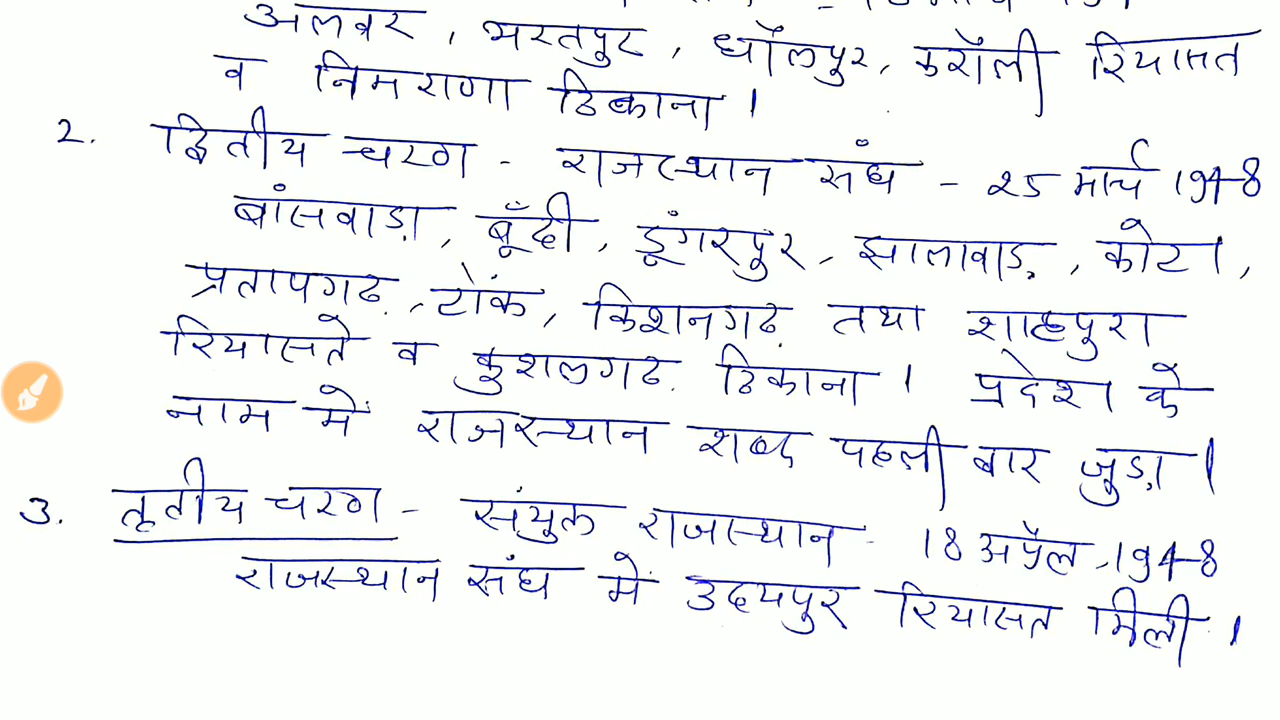 अलवर, भरतपुर, धौलपुर, करौली रियासत
व निमराणा ठिकाना।
2. द्वितीय चरण - राजस्थान संघ - 25 मार्च 1948
बांसवाडा़, बूँदी, डूंगरपुर, झालावाड़, कोटा,
प्रतापगढ़, टोंक, किशनगढ़ तथा शाहपुरा
रियासते व कुशलगढ़ ठिकाना। प्रदेश के
नाम में राजस्थान शब्द पहली बार जुड़ा।
3. तृतीय चरण - संयुक्त राजस्थान - 18 अप्रैल, 1948
राजस्थान संघ में उदयपुर रियासत मिली।